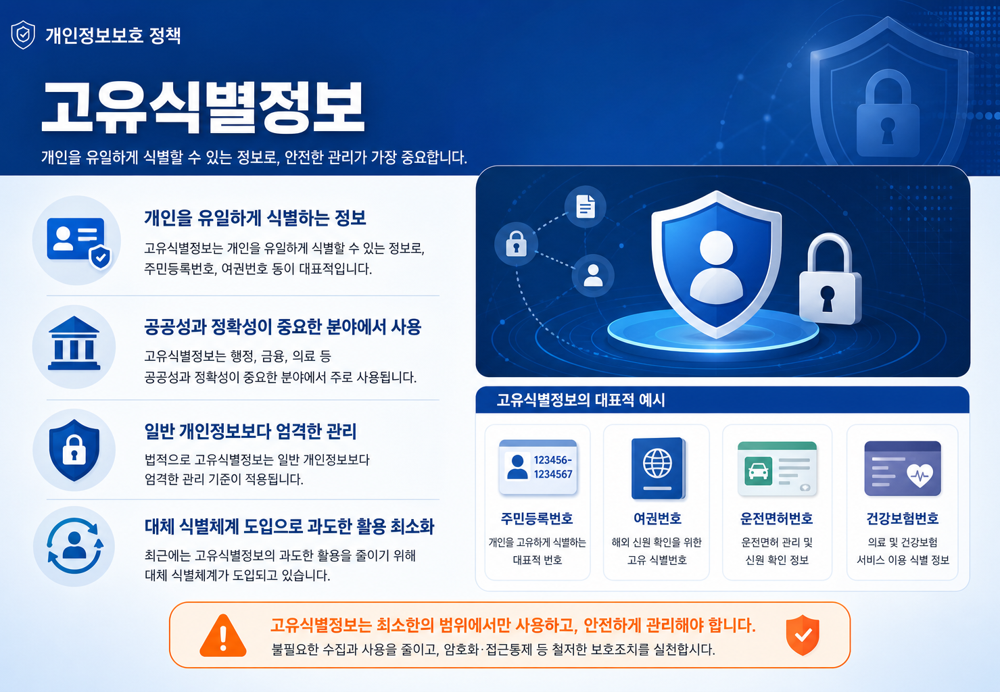 개인정보보호 정책
고유식별정보
개인을 유일하게 식별할 수 있는 정보로, 안전한 관리가 가장 중요합니다.
개인을 유일하게 식별하는 정보
고유식별정보는 개인을 유일하게 식별할 수 있는 정보로,
주민등록번호, 여권번호 등이 대표적입니다.
공공성과 정확성이 중요한 분야에서 사용
고유식별정보는 행정, 금융, 의료 등
공공성과 정확성이 중요한 분야에서 주로 사용됩니다.
일반 개인정보보다 엄격한 관리
법적으로 고유식별정보는 일반 개인정보보다
엄격한 관리 기준이 적용됩니다.
대체 식별체계 도입으로 과도한 활용 최소화
최근에는 고유식별정보의 과도한 활용을 줄이기 위해
대체 식별체계가 도입되고 있습니다.
고유식별정보의 대표적 예시
123456-
1234567
주민등록번호
개인을 고유하게 식별하는
대표적 번호
여권번호
해외 신원 확인을 위한
고유 식별번호
운전면허번호
운전면허 관리 및
신원 확인 정보
건강보험번호
의료 및 건강보험
서비스 이용 식별 정보
고유식별정보는 최소한의 범위에서만 사용하고, 안전하게 관리해야 합니다.
불필요한 수집과 사용을 줄이고, 암호화·접근통제 등 철저한 보호조치를 실천합시다.